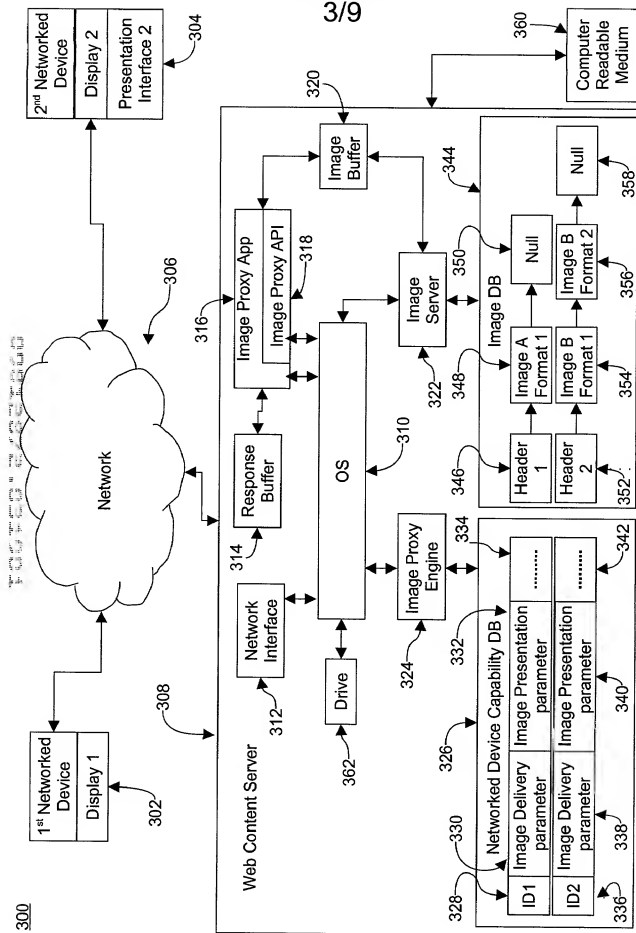 3/9
300
1st Networked
Device
Display 1
302
Network
306
2nd Networked
Device
Display 2
Presentation
Interface 2
304
308
Web Content Server
Network
Interface
312
Response
Buffer
314
Image Proxy App
316
Image Proxy API
318
Image
Buffer
320
OS
310
Drive
362
Image Proxy
Engine
324
Image
Server
322
Computer
Readable
Medium
360
326
Networked Device Capability DB
328
330
332
334
ID1
Image Delivery
parameter
Image Presentation
parameter
..........
ID2
Image Delivery
parameter
Image Presentation
parameter
..........
336
338
340
342
344
Image DB
346
348
350
Header
1
Image A
Format 1
Null
Header
2
Image B
Format 1
Image B
Format 2
Null
352
354
356
358